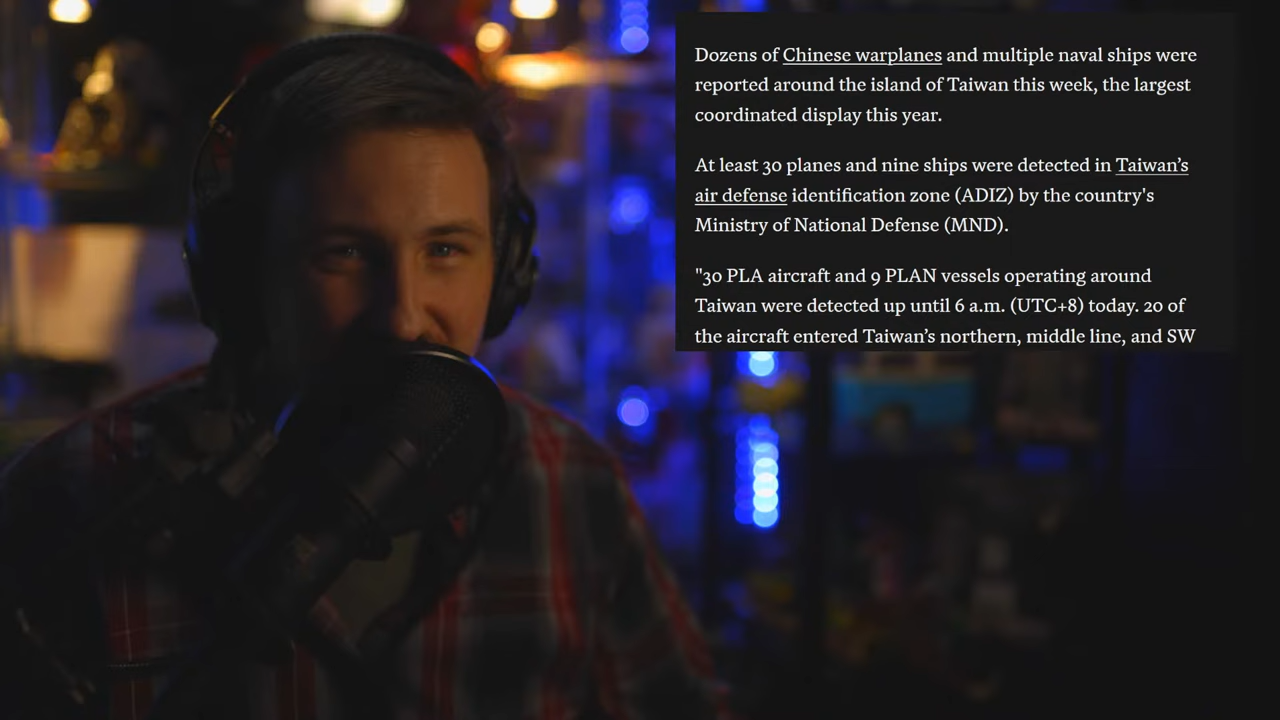 Dozens of Chinese warplanes and multiple naval ships were
reported around the island of Taiwan this week, the largest
coordinated display this year.
At least 30 planes and nine ships were detected in Taiwan’s
air defense identification zone (ADIZ) by the country's
Ministry of National Defense (MND).
"30 PLA aircraft and 9 PLAN vessels operating around
Taiwan were detected up until 6 a.m. (UTC+8) today. 20 of
the aircraft entered Taiwan’s northern, middle line, and SW